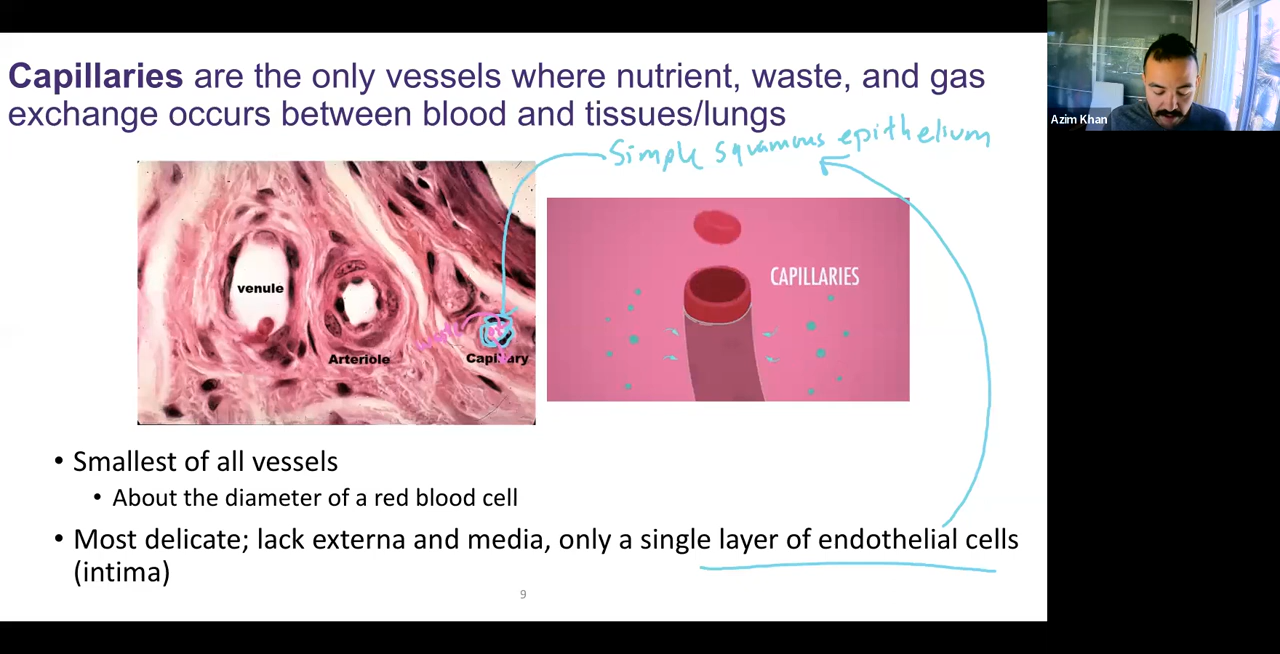 Capillaries are the only vessels where nutrient, waste, and gas
exchange occurs between blood and tissues/lungs
Azim Khan
Simple squamous epithelium
venule
Arteriole
waste
Capillary
CAPILLARIES
• Smallest of all vessels
• About the diameter of a red blood cell
• Most delicate; lack externa and media, only a single layer of endothelial cells
(intima)
9